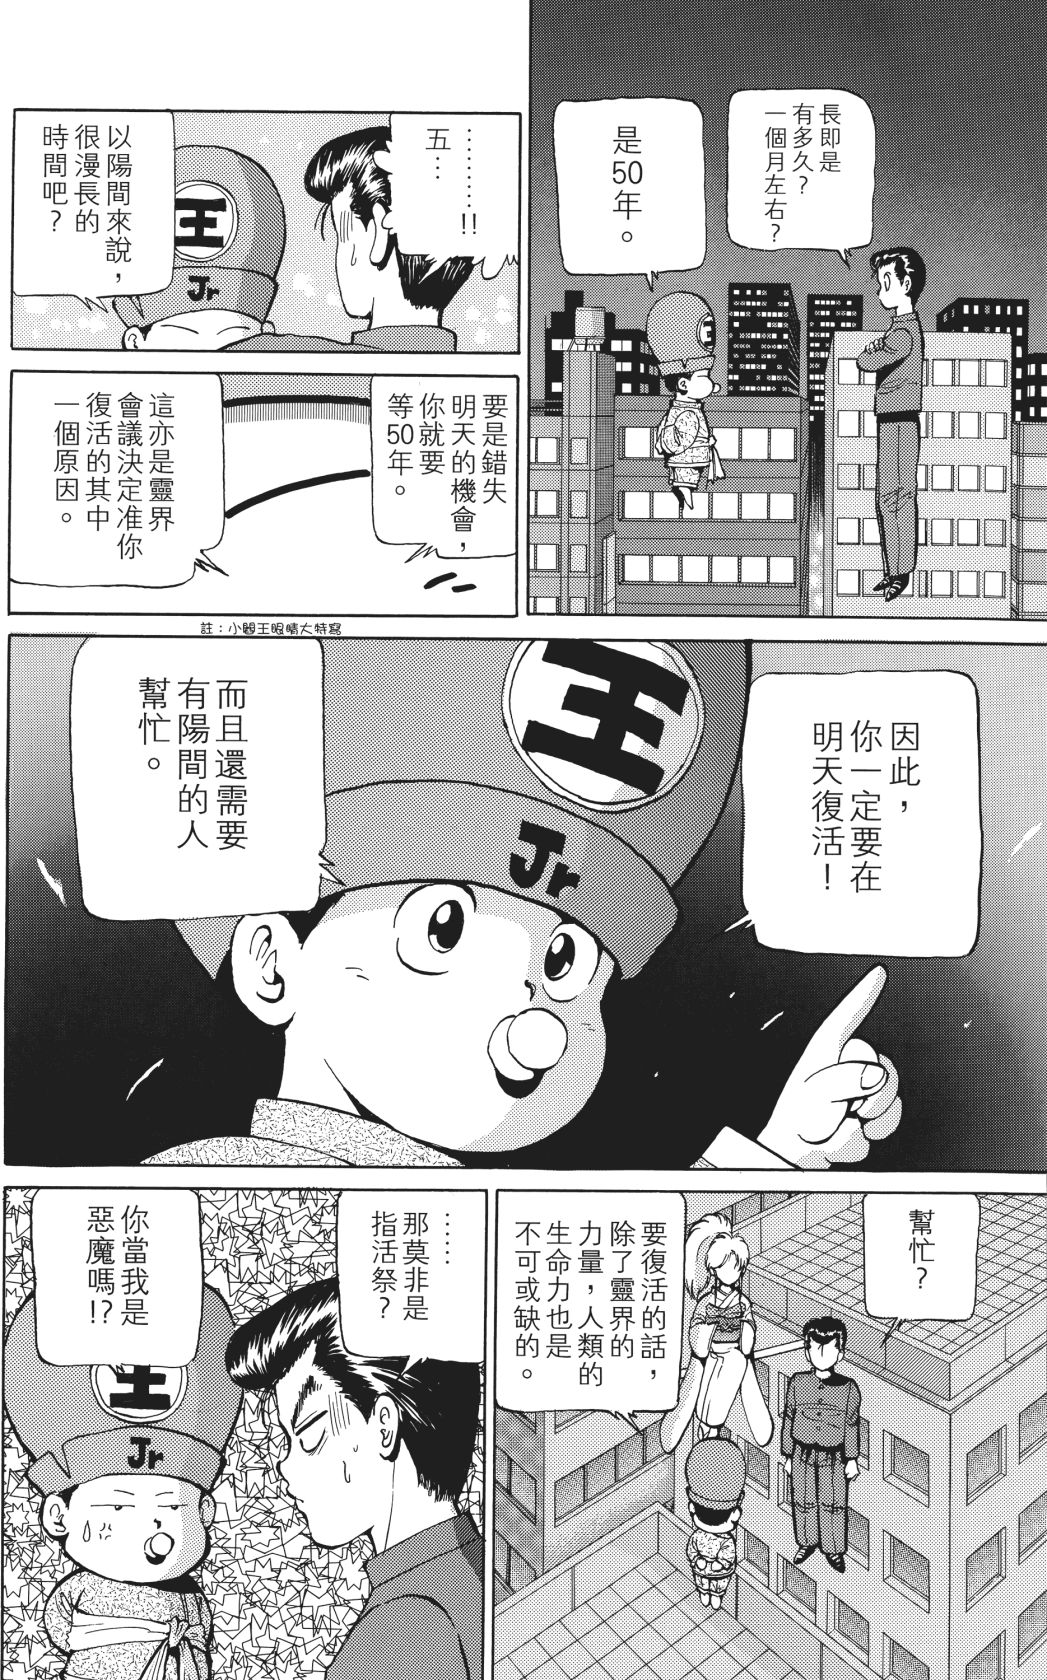 長即是
有多久?
一個月左右?
是
50
年。
………!!
五…
以陽間來說,
很漫長的
時間吧?
王
Jr
王
要是錯失
明天的機會,
你就要
等50年。
這亦是靈界
會議決定准你
復活的其中
一個原因。
註:小閻王眼睛大特寫
因此,
你一定要在
明天復活!
而且還需要
有陽間的人
幫忙。
王
Jr
幫忙?
要復活的話,
除了靈界的
力量,人類的
生命力也是
不可或缺的。
……
那莫非是
指活祭?
你當我是
惡魔嗎!?
王
Jr